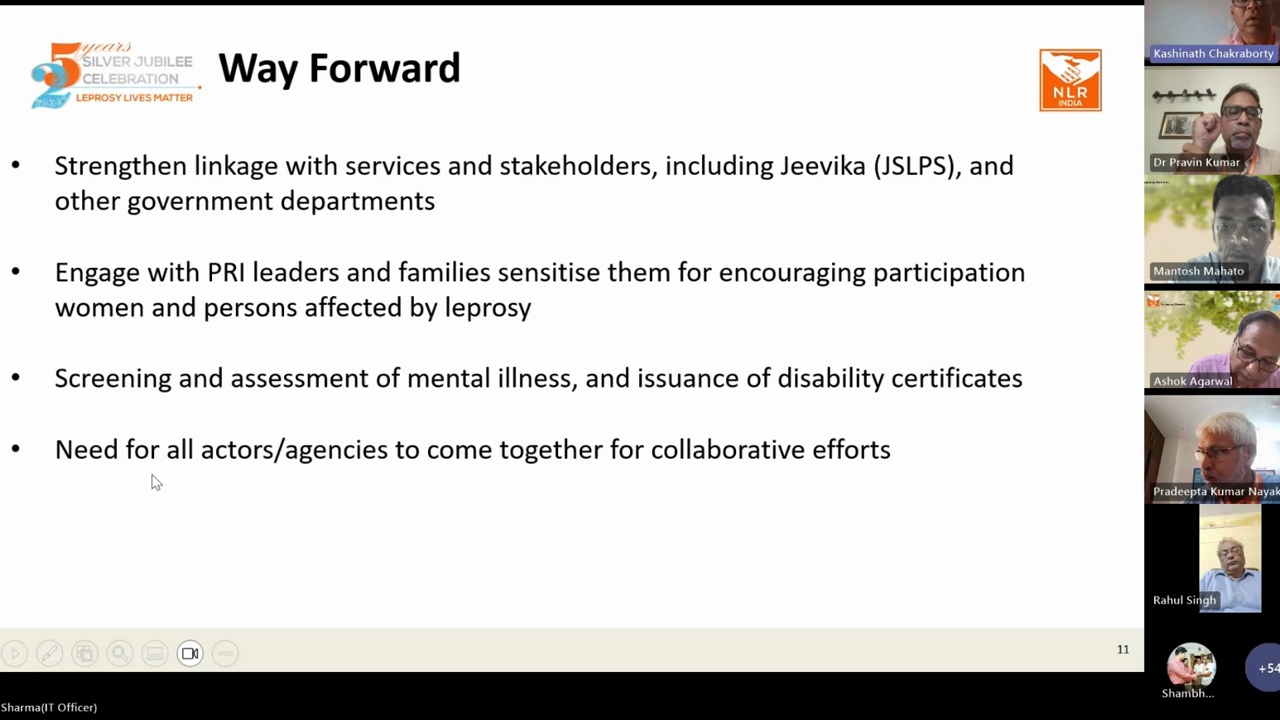 25 years
SILVER JUBILEE
CELEBRATION
LEPROSY LIVES MATTER
Way Forward
NLR
INDIA
• Strengthen linkage with services and stakeholders, including Jeevika (JSLPS), and
other government departments
• Engage with PRI leaders and families sensitise them for encouraging participation
women and persons affected by leprosy
• Screening and assessment of mental illness, and issuance of disability certificates
• Need for all actors/agencies to come together for collaborative efforts
11
Kashinath Chakraborty
Dr Pravin Kumar
Mantosh Mahato
Ashok Agarwal
Pradeepta Kumar Nayak
Rahul Singh
Shambh...
+54
Sharma(IT Officer)